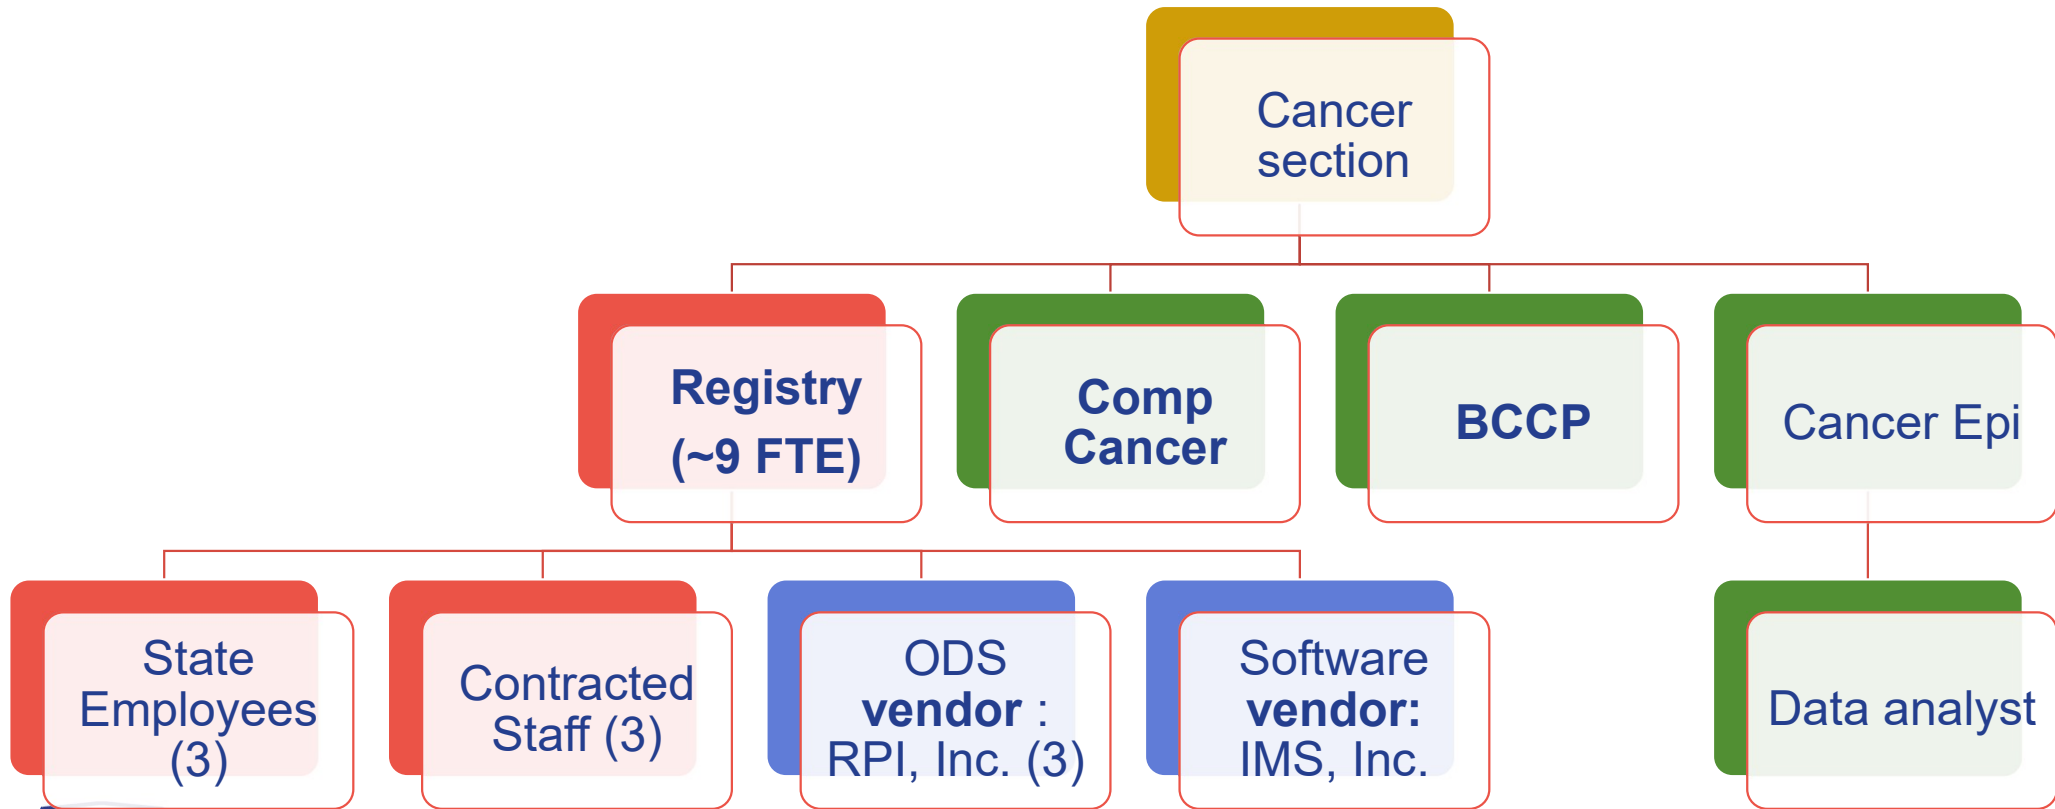 Cancer
section
Registry
(~9 FTE)
Comp
Cancer
BCCP
Cancer Epi
State
Employees
(3)
Contracted
Staff (3)
ODS
vendor :
RPI, Inc. (3)
Software
vendor:
IMS, Inc.
Data analyst